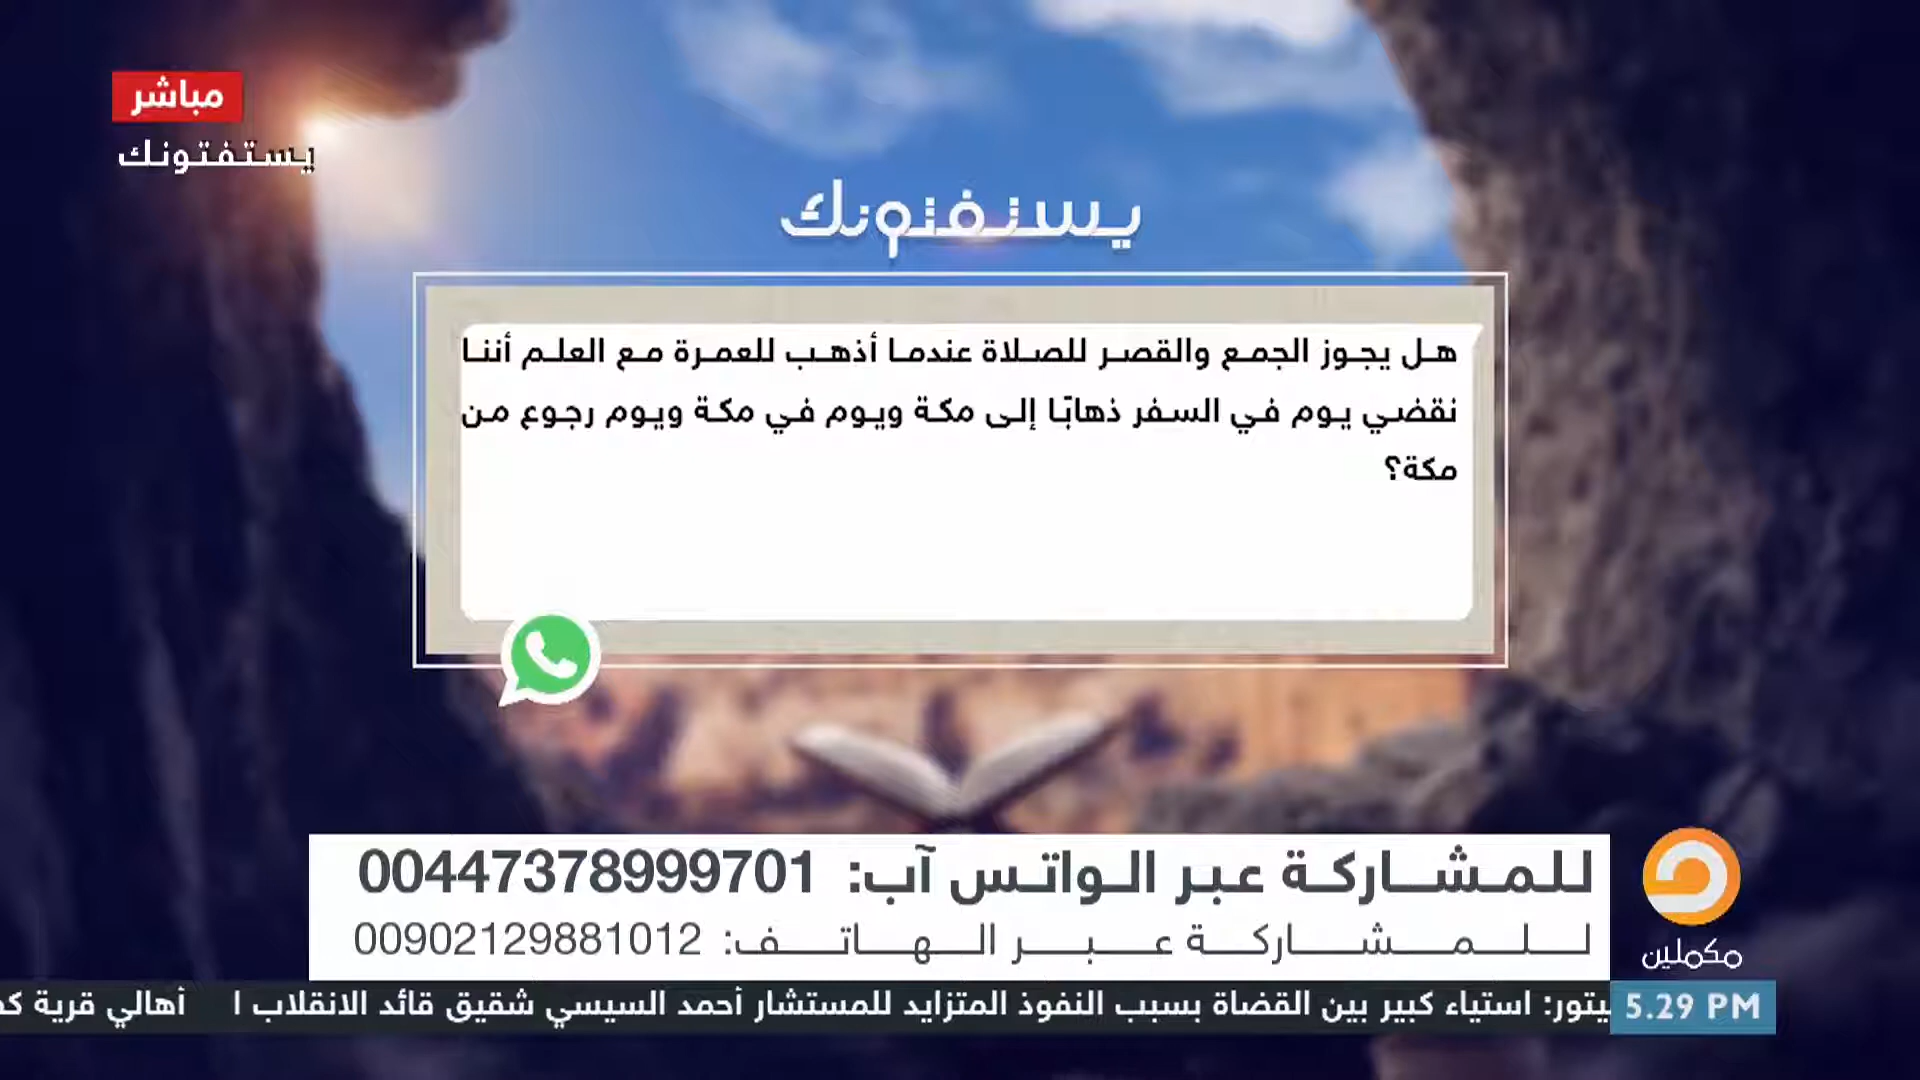 مباشر
يستفتونك
يستفتونك
هل يجوز الجمع والقصر للصلاة عندما أذهب للعمرة مع العلم أننا
نقضي يوم في السفر ذهابًا إلى مكة ويوم في مكة ويوم رجوع من
مكة؟
للمشاركة عبر الواتس آب: 00447378999701
للمشاركة عبر الهاتف: 00902129881012
مكملين
يتور: استياء كبير بين القضاة بسبب النفوذ المتزايد للمستشار أحمد السيسي شقيق قائد الانقلاب ا أهالي قرية
5.29 PM